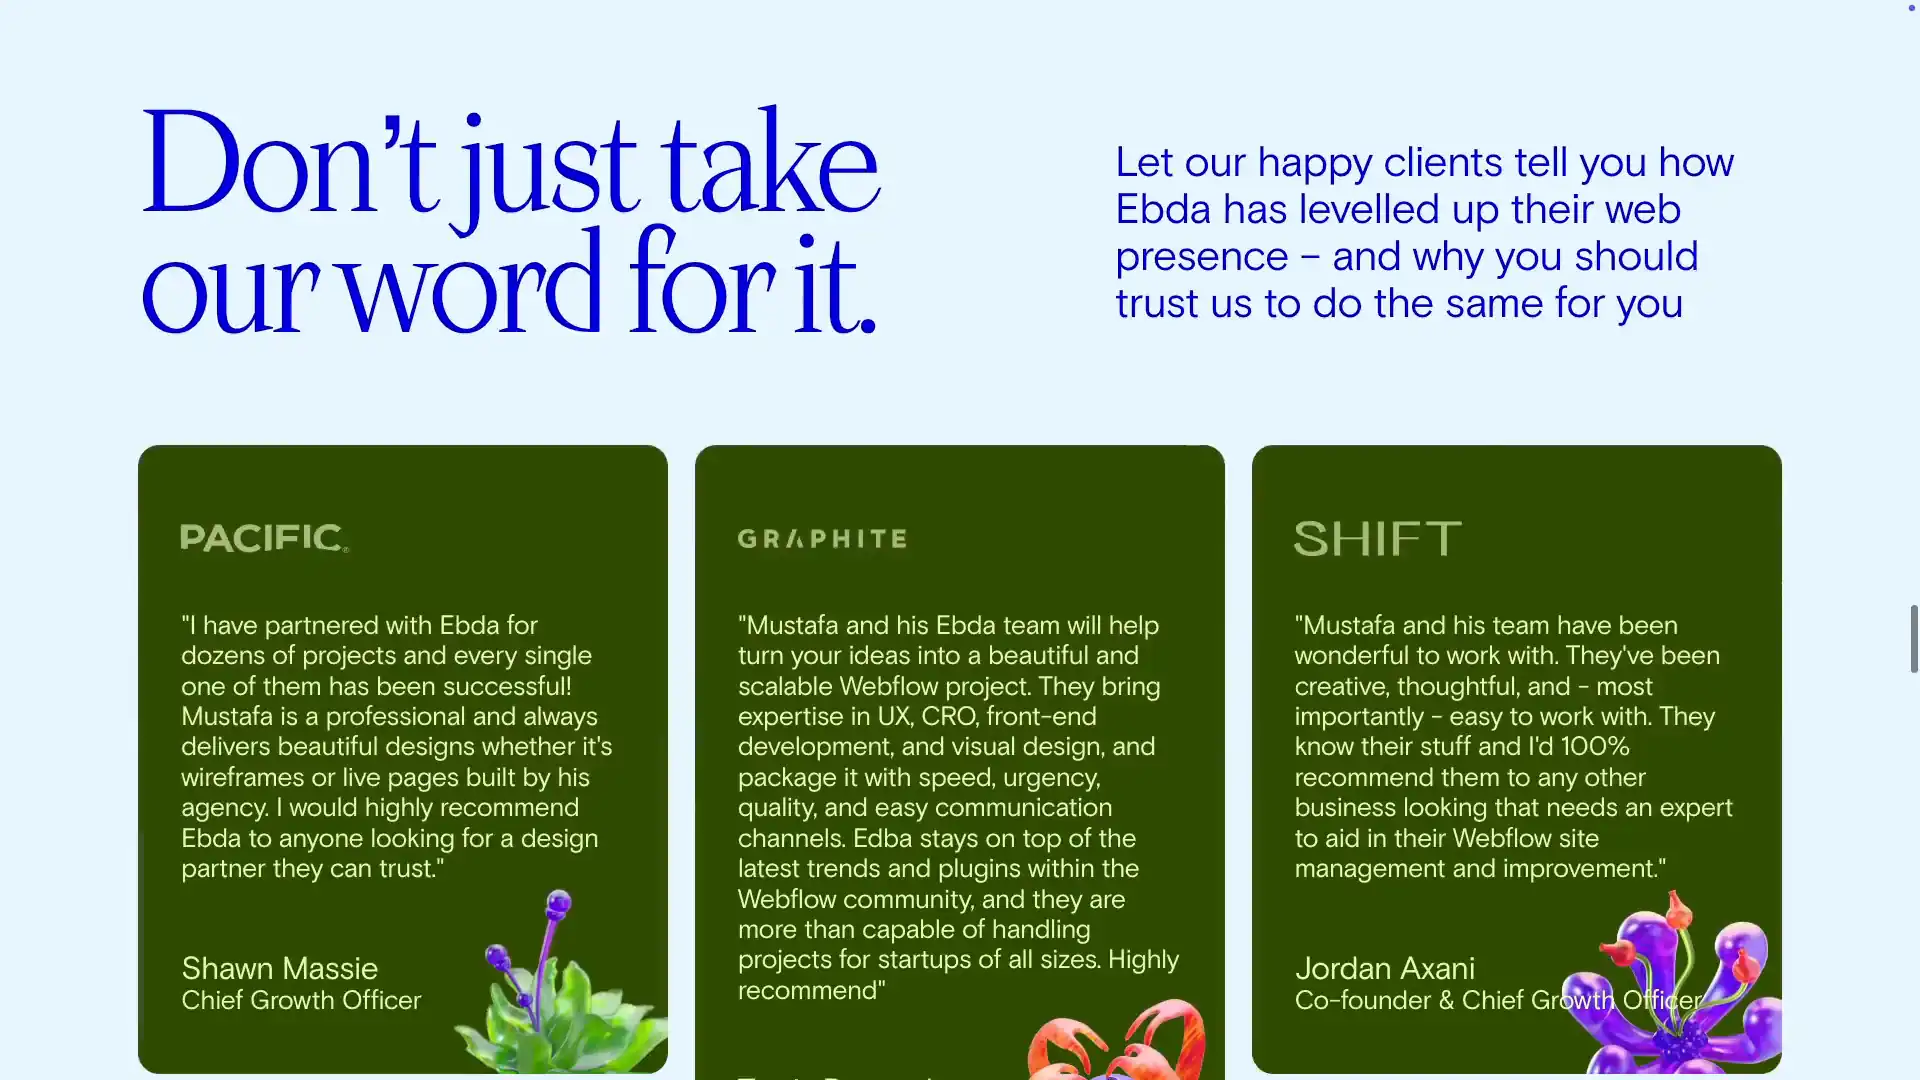 Don't just take
our word for it.
Let our happy clients tell you how
Ebda has levelled up their web
presence – and why you should
trust us to do the same for you
PACIFIC®
"I have partnered with Ebda for
dozens of projects and every single
one of them has been successful!
Mustafa is a professional and always
delivers beautiful designs whether it's
wireframes or live pages built by his
agency. I would highly recommend
Ebda to anyone looking for a design
partner they can trust."
Shawn Massie
Chief Growth Officer
GRAPHITE
"Mustafa and his Ebda team will help
turn your ideas into a beautiful and
scalable Webflow project. They bring
expertise in UX, CRO, front-end
development, and visual design, and
package it with speed, urgency,
quality, and easy communication
channels. Edba stays on top of the
latest trends and plugins within the
Webflow community, and they are
more than capable of handling
projects for startups of all sizes. Highly
recommend"
SHIFT
"Mustafa and his team have been
wonderful to work with. They've been
creative, thoughtful, and - most
importantly - easy to work with. They
know their stuff and I'd 100%
recommend them to any other
business looking that needs an expert
to aid in their Webflow site
management and improvement."
Jordan Axani
Co-founder & Chief Growth Officer